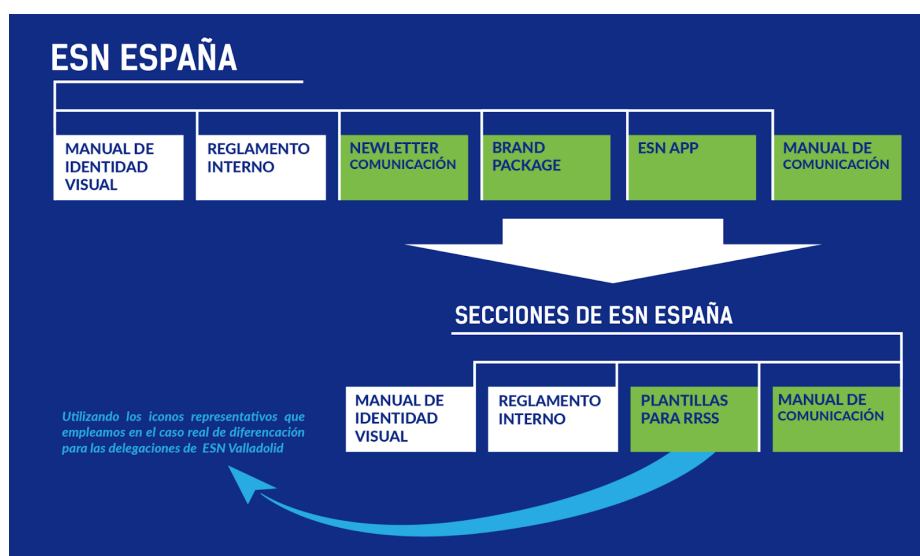 ESN ESPAÑA
MANUAL DE
IDENTIDAD
VISUAL
REGLAMENTO
INTERNO
NEWLETTER
COMUNICACIÓN
BRAND
PACKAGE
ESN APP
MANUAL DE
COMUNICACIÓN
SECCIONES DE ESN ESPAÑA
MANUAL DE
IDENTIDAD
VISUAL
REGLAMENTO
INTERNO
PLANTILLAS
PARA RRSS
MANUAL DE
COMUNICACIÓN
Utilizando los iconos representativos que
empleamos en el caso real de diferencación
para las delegaciones de ESN Valladolid